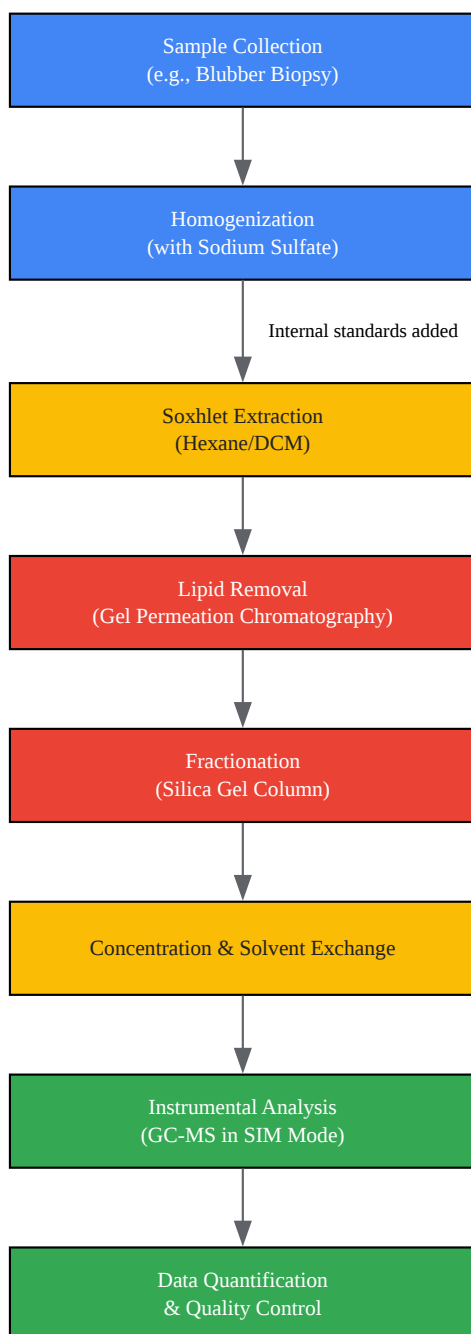 Sample Collection
(e.g., Blubber Biopsy)
Homogenization
(with Sodium Sulfate)
Internal standards added
Soxhlet Extraction
(Hexane/DCM)
Lipid Removal
(Gel Permeation Chromatography)
Fractionation
(Silica Gel Column)
Concentration & Solvent Exchange
Instrumental Analysis
(GC-MS in SIM Mode)
Data Quantification
& Quality Control